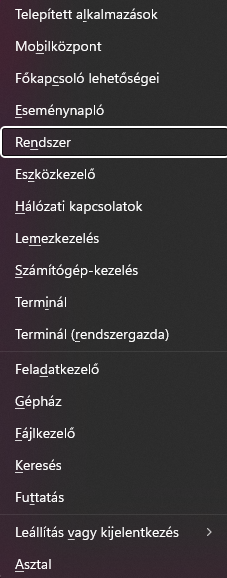 Telepített alkalmazások
Mobilközpont
Főkapcsoló lehetőségei
Eseménynapló
Rendszer
Eszközkezelő
Hálózati kapcsolatok
Lemezkezelés
Számítógép-kezelés
Terminál
Terminál (rendszergazda)
Feladatkezelő
Gépház
Fájlkezelő
Keresés
Futtatás
Leállítás vagy kijelentkezés
Asztal